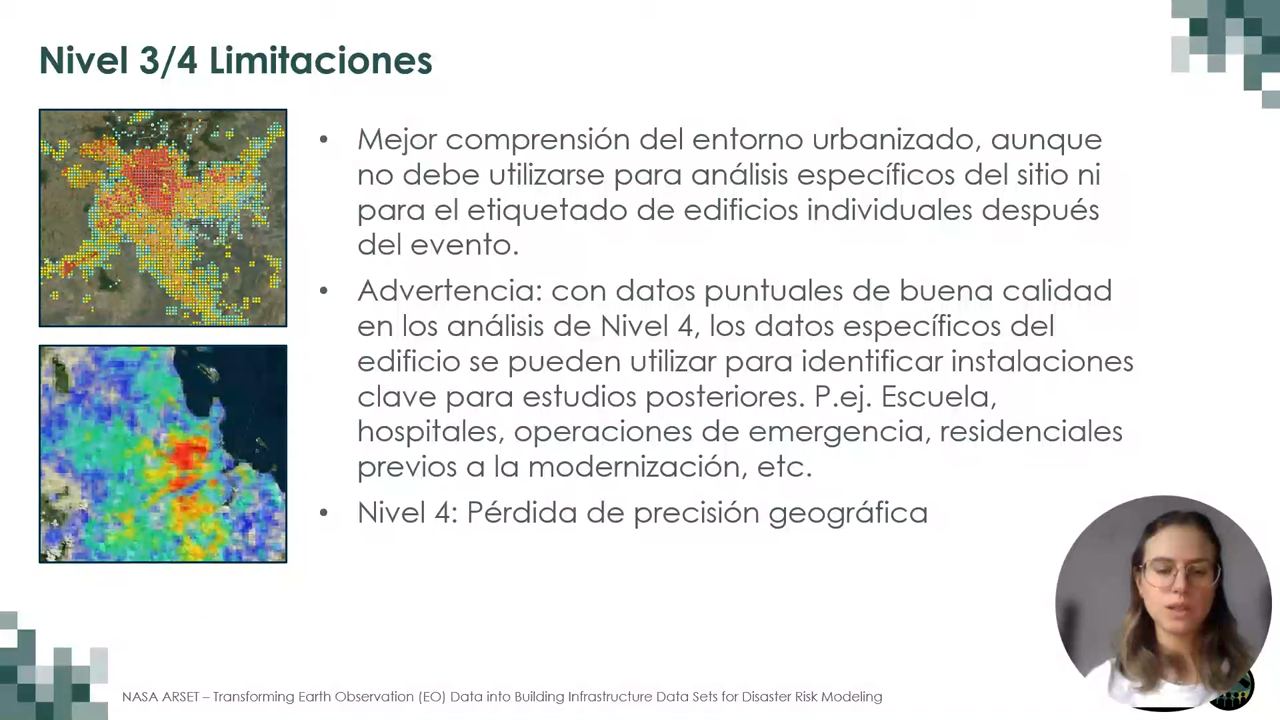 Nivel 3/4 Limitaciones
• Mejor comprensión del entorno urbanizado, aunque
no debe utilizarse para análisis específicos del sitio ni
para el etiquetado de edificios individuales después
del evento.
• Advertencia: con datos puntuales de buena calidad
en los análisis de Nivel 4, los datos específicos del
edificio se pueden utilizar para identificar instalaciones
clave para estudios posteriores. P.ej. Escuela,
hospitales, operaciones de emergencia, residenciales
previos a la modernización, etc.
• Nivel 4: Pérdida de precisión geográfica
NASA ARSET – Transforming Earth Observation (EO) Data into Building Infrastructure Data Sets for Disaster Risk Modeling